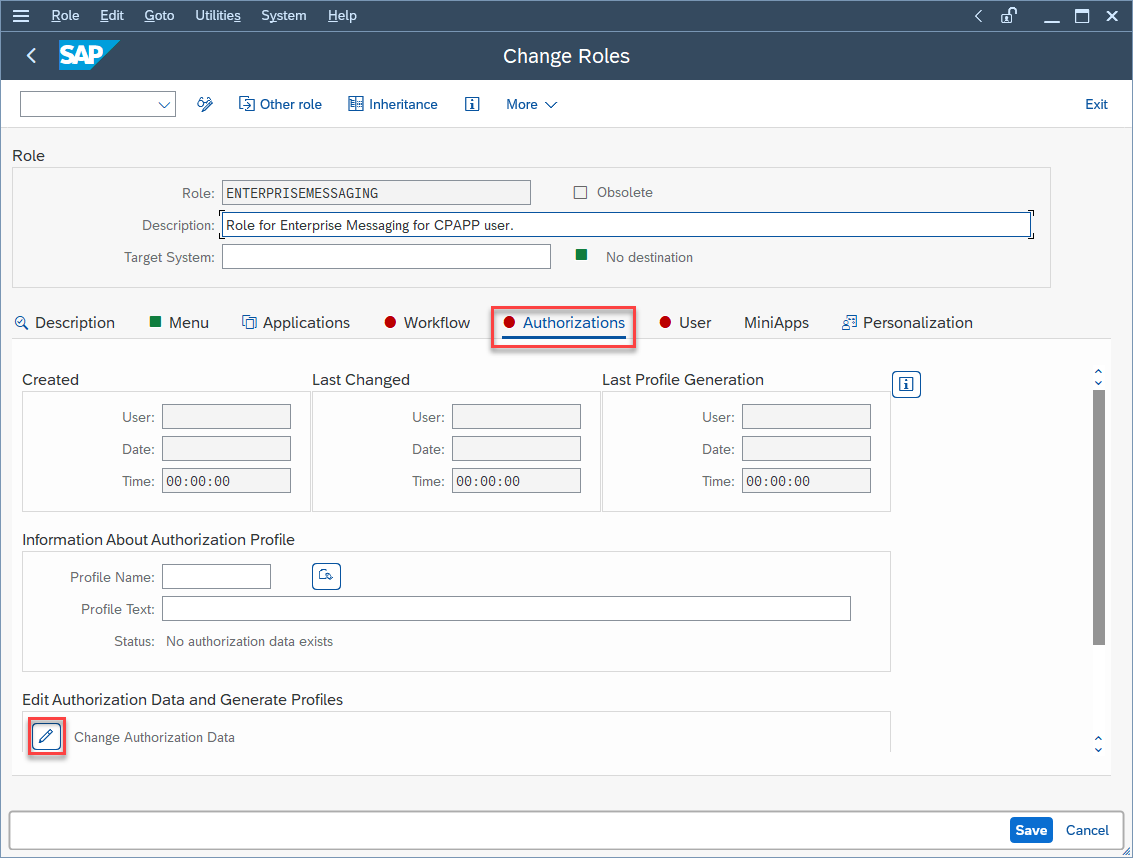 Role Edit Goto Utilities System Help
SAP Change Roles
Other role Inheritance More Exit
Role
Role: ENTERPRISEMESSAGING Obsolete
Description: Role for Enterprise Messaging for CPAPP user.
Target System: No destination
Description Menu Applications Workflow Authorizations User MiniApps Personalization
Created Last Changed Last Profile Generation
User: User: User:
Date: Date: Date:
Time: 00:00:00 Time: 00:00:00 Time: 00:00:00
Information About Authorization Profile
Profile Name:
Profile Text:
Status: No authorization data exists
Edit Authorization Data and Generate Profiles
Change Authorization Data
Save Cancel